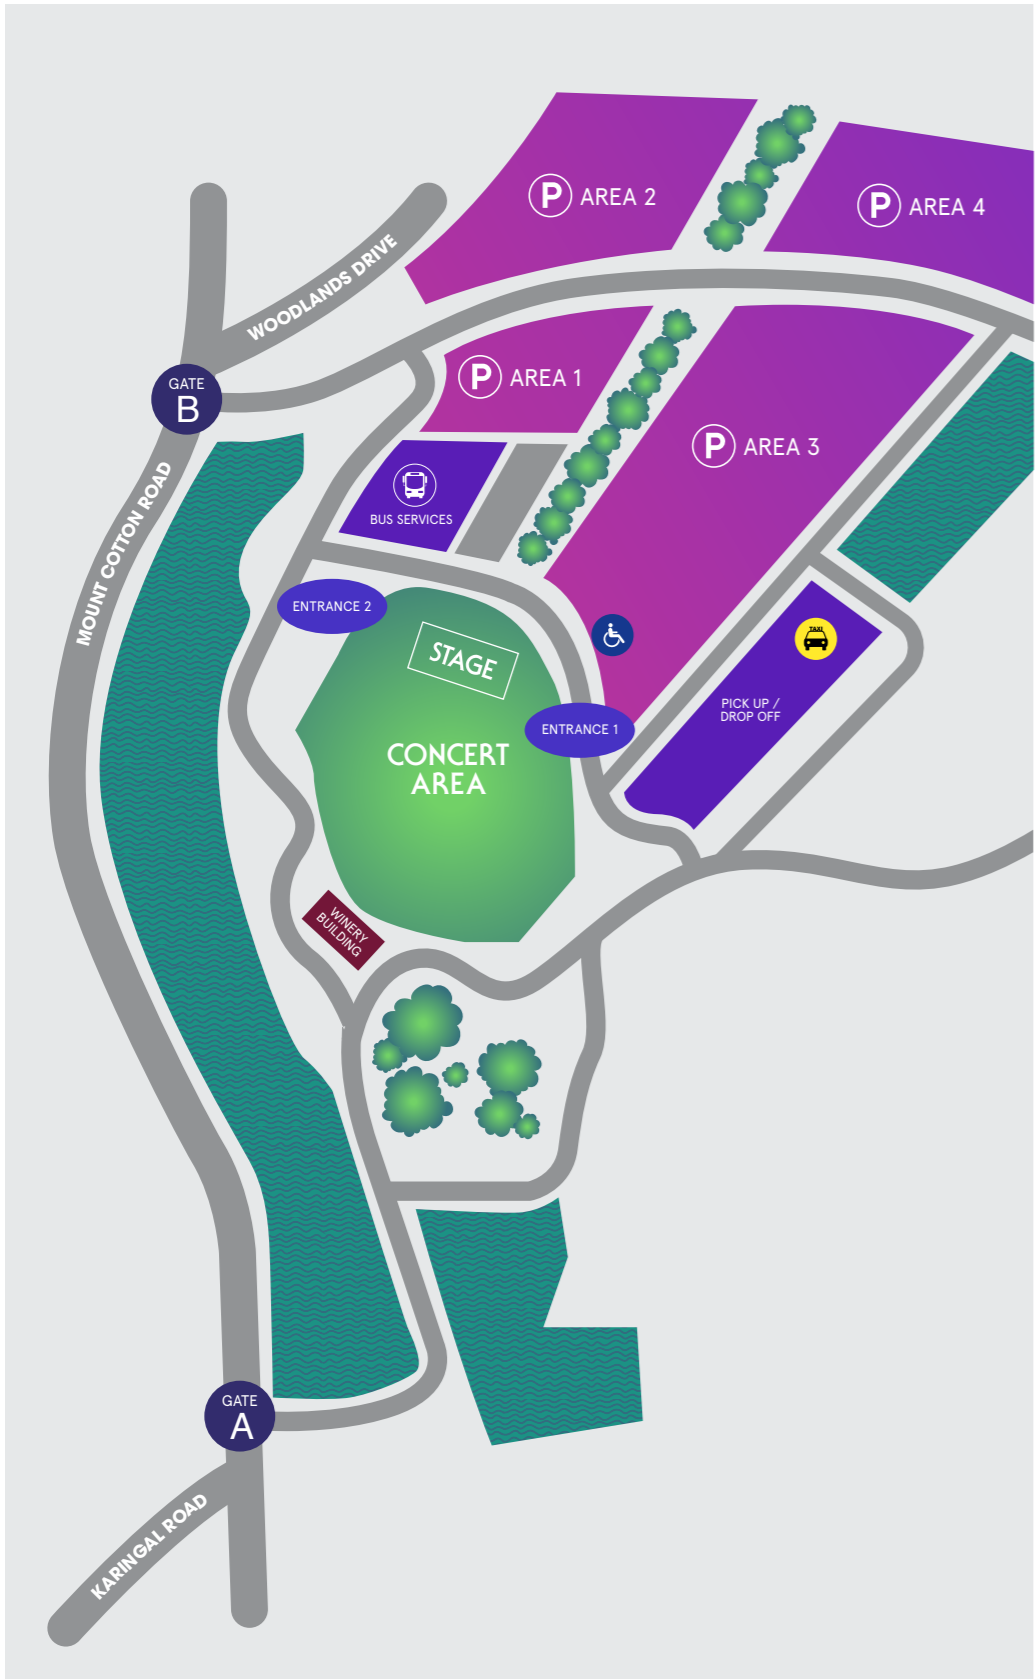 P AREA 2
P AREA 4
WOODLANDS DRIVE
P AREA 1
GATE
B
P AREA 3
MOUNT COTTON ROAD
BUS SERVICES
ENTRANCE 2
STAGE
TAXI
PICK UP /
DROP OFF
ENTRANCE 1
CONCERT
AREA
WINERY
BUILDING
GATE
A
KARINGAL ROAD